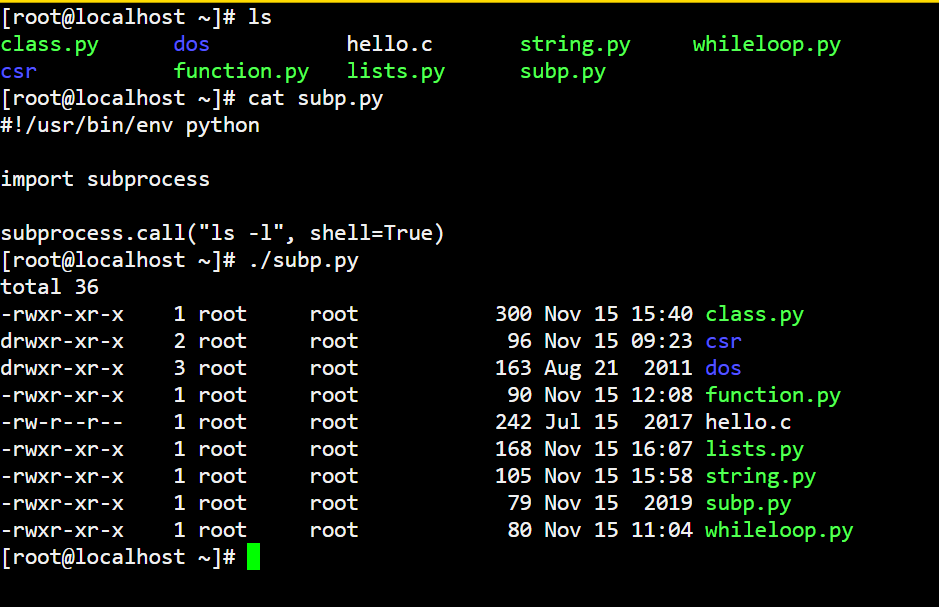 [root@localhost ~]# ls
class.py      dos           hello.c       string.py     whileloop.py
csr           function.py   lists.py      subp.py
[root@localhost ~]# cat subp.py
#!/usr/bin/env python

import subprocess

subprocess.call("ls -l", shell=True)
[root@localhost ~]# ./subp.py
total 36
-rwxr-xr-x    1 root     root           300 Nov 15 15:40 class.py
drwxr-xr-x    2 root     root            96 Nov 15 09:23 csr
drwxr-xr-x    3 root     root           163 Aug 21  2011 dos
-rwxr-xr-x    1 root     root            90 Nov 15 12:08 function.py
-rw-r--r--    1 root     root           242 Jul 15  2017 hello.c
-rwxr-xr-x    1 root     root           168 Nov 15 16:07 lists.py
-rwxr-xr-x    1 root     root           105 Nov 15 15:58 string.py
-rwxr-xr-x    1 root     root            79 Nov 15  2019 subp.py
-rwxr-xr-x    1 root     root            80 Nov 15 11:04 whileloop.py
[root@localhost ~]#